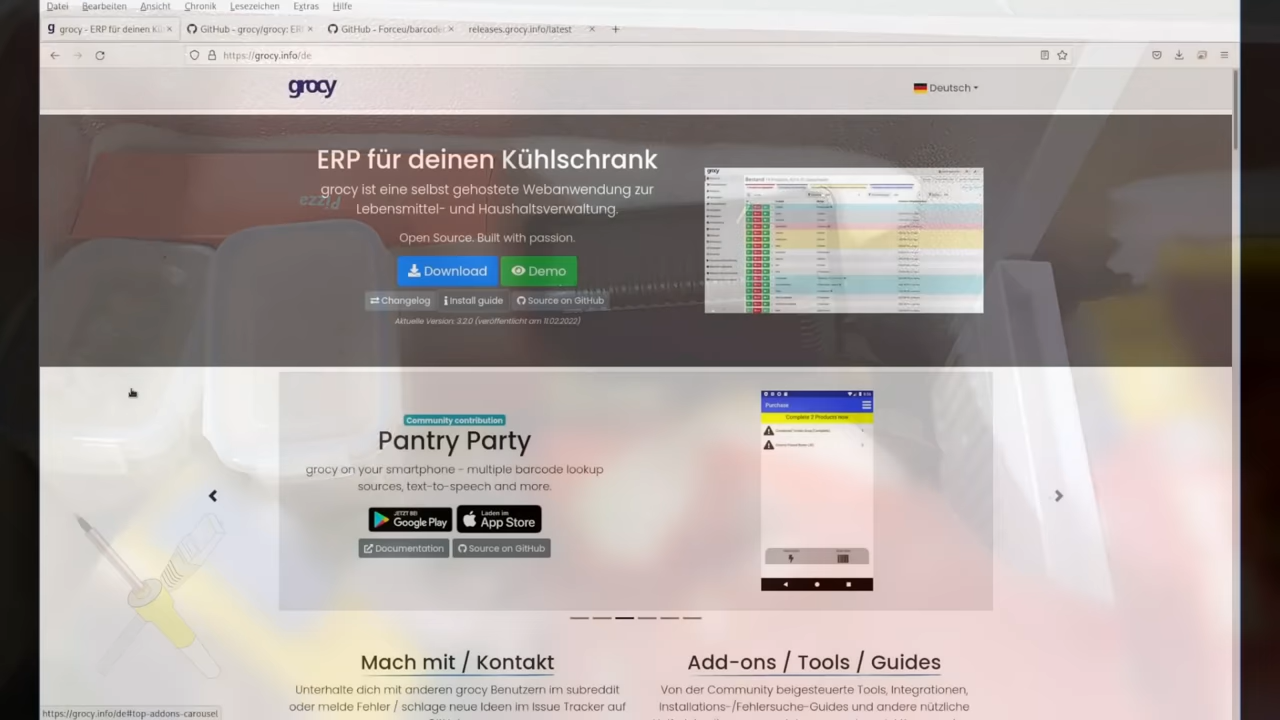 Datei Bearbeiten Ansicht Chronik Lesezeichen Extras Hilfe
grocy - ERP für deinen Kü
GitHub - grocy/grocy: ER
GitHub - Forceu/barcode
releases.grocy.info/latest
https://grocy.info/de
grocy
Deutsch
ERP für deinen Kühlschrank
grocy ist eine selbst gehostete Webanwendung zur
Lebensmittel- und Haushaltsverwaltung.
Open Source. Built with passion.
Download Demo
Changelog Install guide Source on GitHub
Aktuelle Version: 3.2.0 (veröffentlicht am 11.02.2022)
Community contribution
Pantry Party
grocy on your smartphone - multiple barcode lookup
sources, text-to-speech and more.
JETZT BEI
Google Play
Laden im
App Store
Documentation Source on GitHub
Purchase
Mach mit / Kontakt
Unterhalte dich mit anderen grocy Benutzern im subreddit
oder melde Fehler / schlage neue Ideen im Issue Tracker auf
Add-ons / Tools / Guides
Von der Community beigesteuerte Tools, Integrationen,
Installations-/Fehlersuche-Guides und andere nützliche
https://grocy.info/de#top-addons-carousel